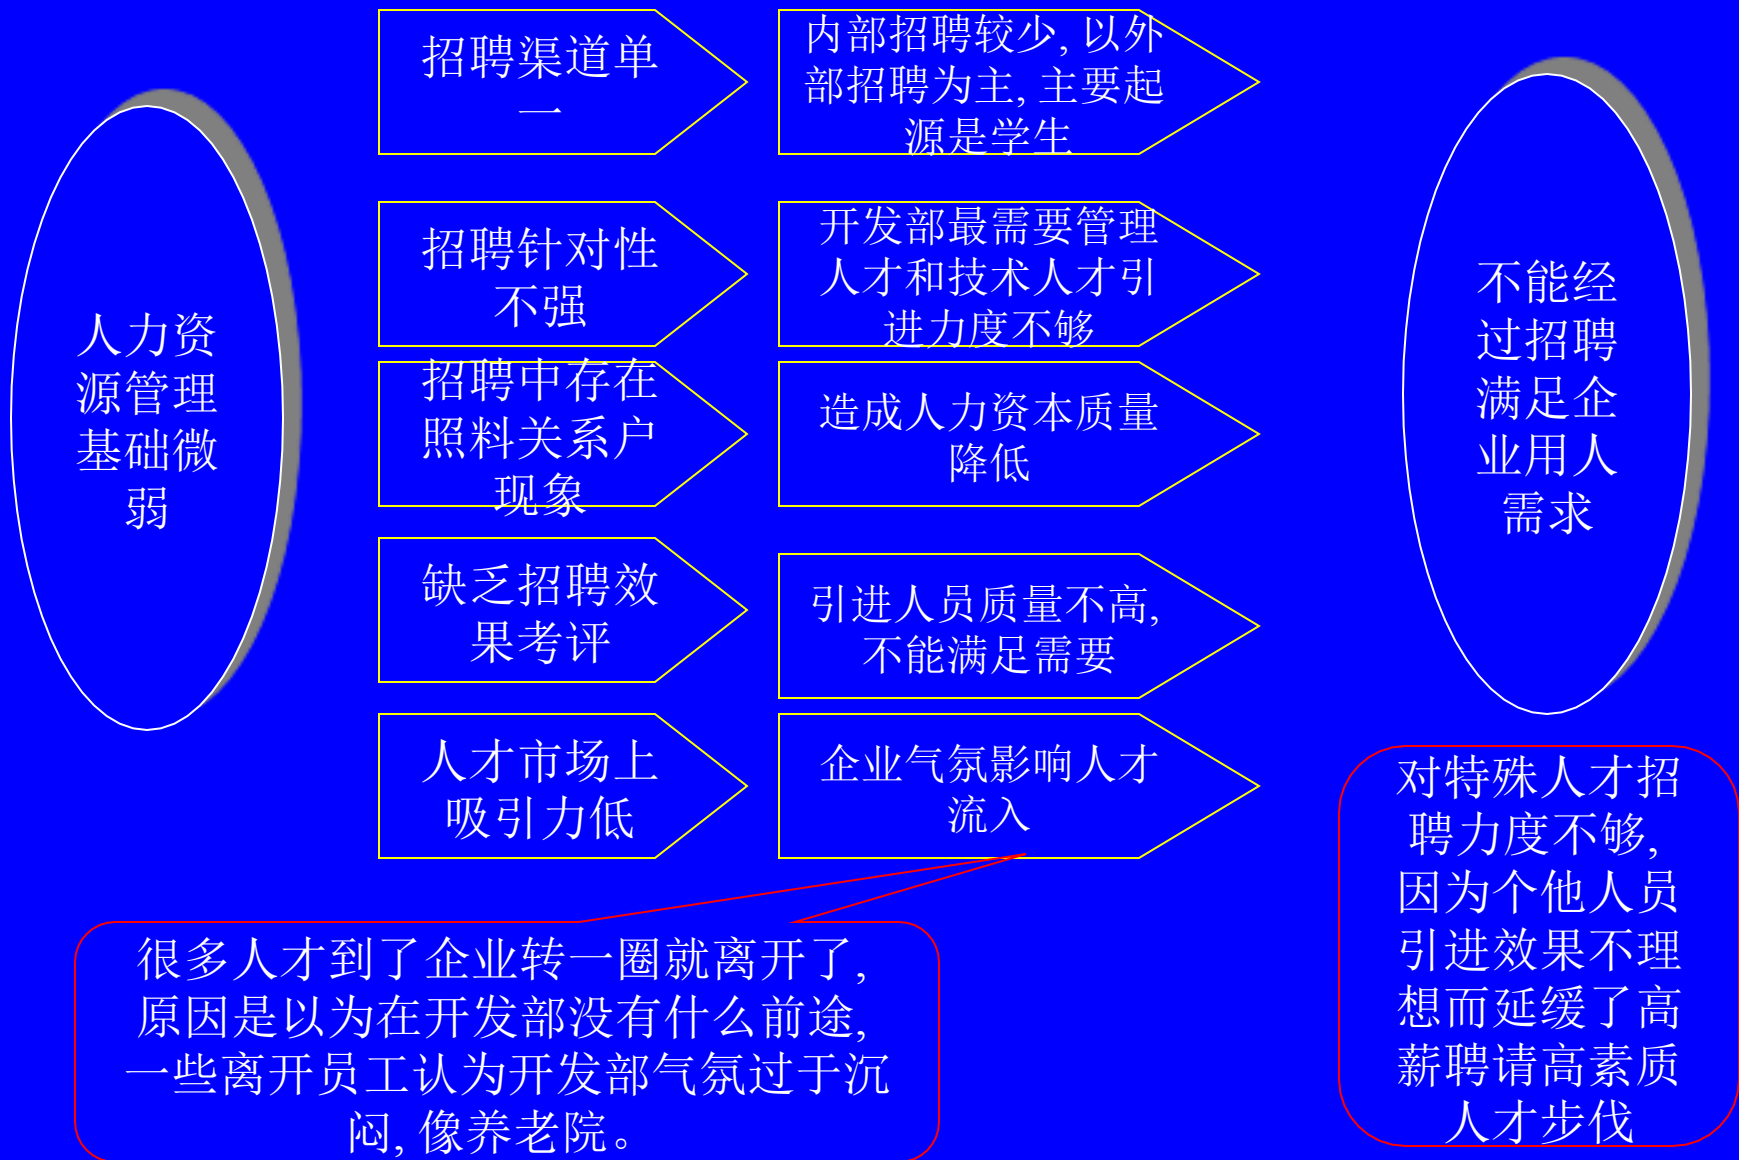 人力资
源管理
基础微
弱
招聘渠道单
一
内部招聘较少, 以外
部招聘为主, 主要起
源是学生
招聘针对性
不强
开发部最需要管理
人才和技术人才引
进力度不够
招聘中存在
照料关系户
现象
造成人力资本质量
降低
缺乏招聘效
果考评
引进人员质量不高,
不能满足需要
人才市场上
吸引力低
企业气氛影响人才
流入
不能经
过招聘
满足企
业用人
需求
对特殊人才招
聘力度不够,
因为个他人员
引进效果不理
想而延缓了高
薪聘请高素质
人才步伐
很多人才到了企业转一圈就离开了,
原因是以为在开发部没有什么前途,
一些离开员工认为开发部气氛过于沉
闷, 像养老院。